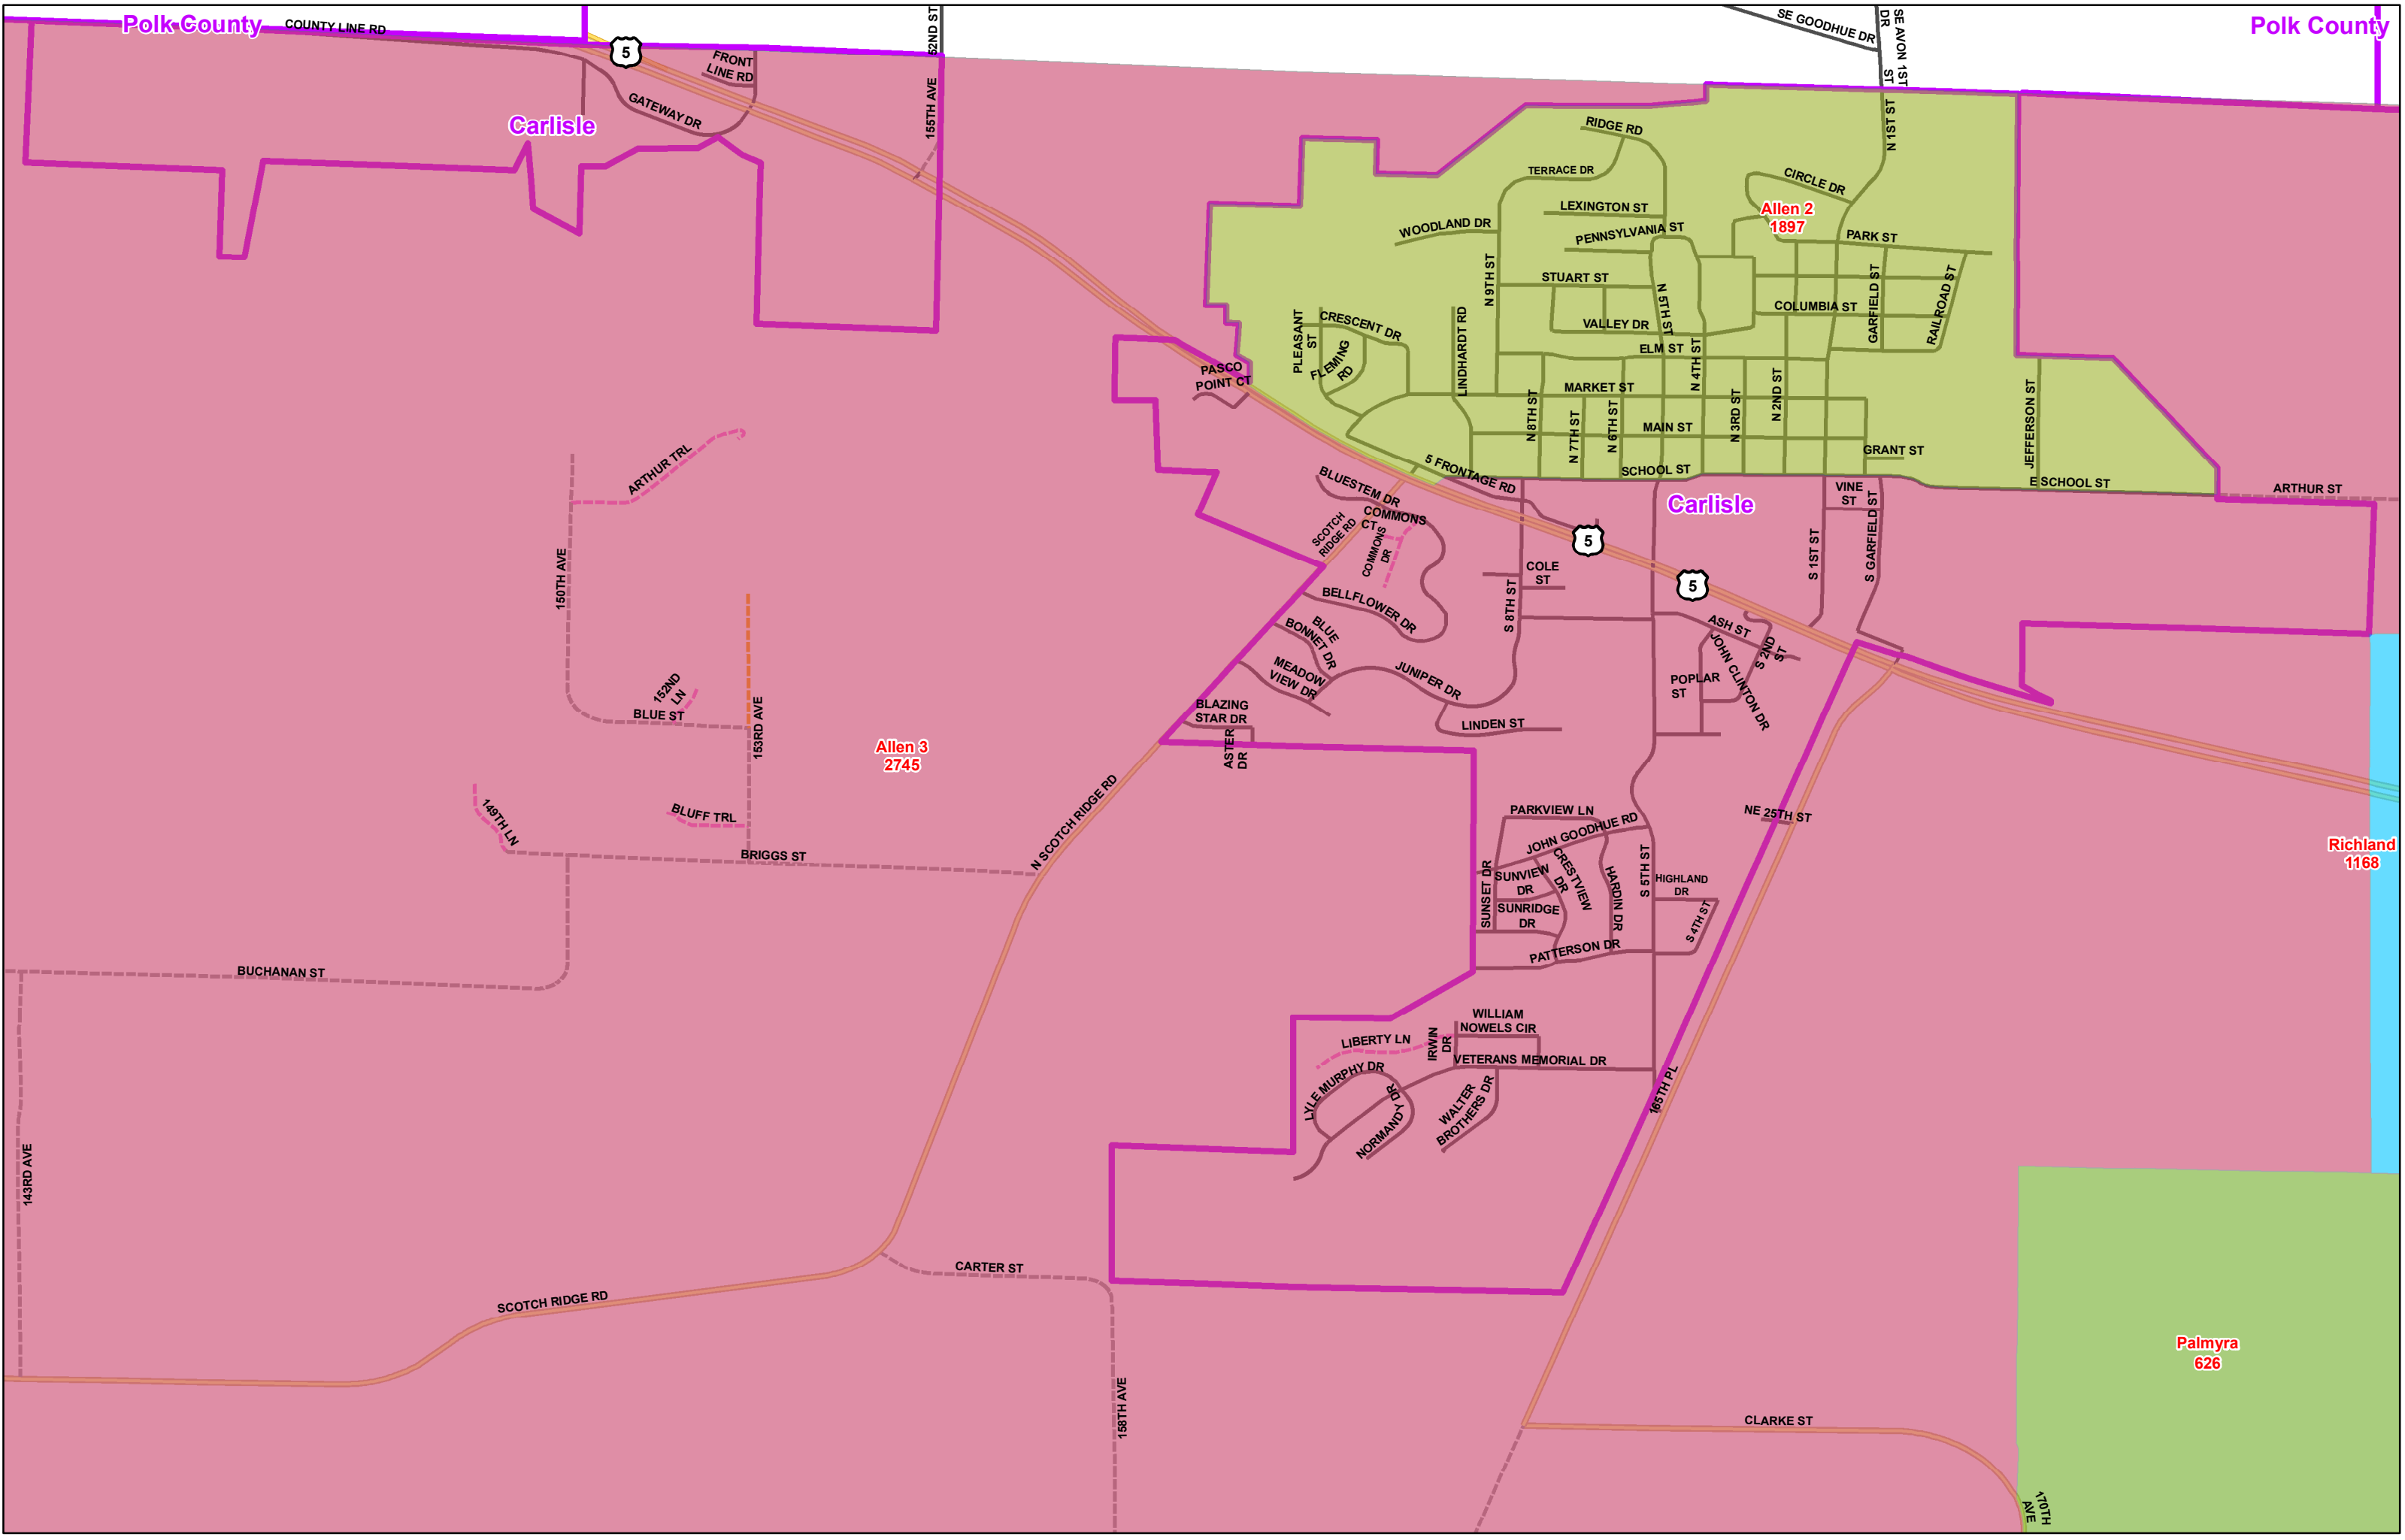 Polk County
COUNTY LINE RD
5
FRONT
LINE RD
GATEWAY DR
Carlisle
62ND ST
155TH AVE
SE GOODHUE DR
SE AVON
DR
1ST
ST
Polk County
N 1ST ST
RIDGE RD
TERRACE DR
CIRCLE DR
LEXINGTON ST
Allen 2
1897
WOODLAND DR
PENNSYLVANIA ST
PARK ST
N 9TH ST
STUART ST
N 5TH ST
COLUMBIA ST
GARFIELD ST
RAILROAD ST
PLEASANT
ST
CRESCENT DR
LINDHARDT RD
VALLEY DR
ELM ST
N 4TH ST
FLEMING
RD
PASCO
POINT CT
MARKET ST
N 8TH ST
N 7TH ST
N 6TH ST
N 3RD ST
N 2ND ST
MAIN ST
JEFFERSON ST
GRANT ST
5 FRONTAGE RD
SCHOOL ST
E SCHOOL ST
ARTHUR ST
ARTHUR TRL
BLUESTEM DR
Carlisle
VINE
ST
COMMONS
CT
SCOTCH
RIDGE RD
COMMONS
DR
5
S 1ST ST
S GARFIELD ST
150TH AVE
COLE
ST
5
BELLFLOWER DR
S 8TH ST
BLUE
BONNET DR
ASH ST
S 2ND
ST
JOHN CLINTON DR
MEADOW
VIEW DR
JUNIPER DR
POPLAR
ST
152ND
LN
BLUE ST
153RD AVE
BLAZING
STAR DR
LINDEN ST
ASTER
DR
Allen 3
2745
149TH LN
BLUFF TRL
N SCOTCH RIDGE RD
PARKVIEW LN
NE 25TH ST
JOHN GOODHUE RD
Richland
1168
BRIGGS ST
SUNSET DR
SUNVIEW
DR
CRESTVIEW
DR
HARDIN DR
S 5TH ST
HIGHLAND
DR
SUNRIDGE
DR
S 4TH ST
PATTERSON DR
BUCHANAN ST
WILLIAM
NOWELS CIR
LIBERTY LN
IRWIN
DR
VETERANS MEMORIAL DR
LYLE MURPHY DR
NORMANDY DR
WALTER
BROTHERS DR
165TH PL
143RD AVE
CARTER ST
SCOTCH RIDGE RD
Palmyra
626
158TH AVE
CLARKE ST
170TH
AVE